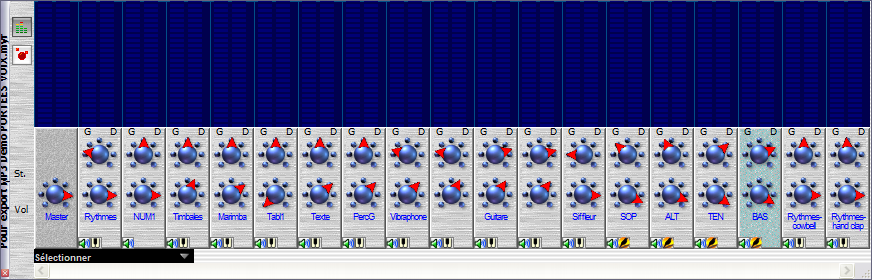 Pour export MP3 Demo PORTEES VOIX.myr
G D G D G D G D G D G D G D G D G D G D G D G D G D G D G D G D G D G D
St.
Vol
Master Rythmes NUM1 Timbales Marimba Tabl1 Texte PercG Vibraphone Guitare Siffleur SOP ALT TEN BAS Rythmes-cowbell Rythmes-hand clap
Sélectionner